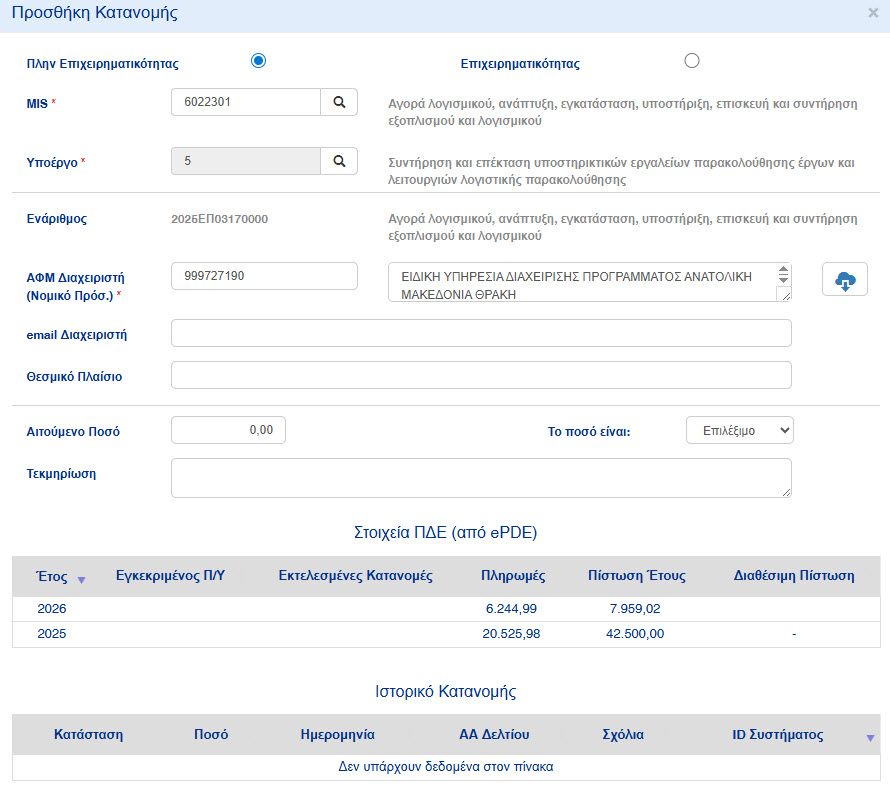 Προσθήκη Κατανομής ×
Πλην Επιχειρηματικότητας Επιχειρηματικότητας
MIS * 6022301 Αγορά λογισμικού, ανάπτυξη, εγκατάσταση, υποστήριξη, επισκευή και συντήρηση
εξοπλισμού και λογισμικού
Υποέργο * 5 Συντήρηση και επέκταση υποστηρικτικών εργαλείων παρακολούθησης έργων και
λειτουργιών λογιστικής παρακολούθησης
Ενάριθμος 2026ΕΠ03170000 Αγορά λογισμικού, ανάπτυξη, εγκατάσταση, υποστήριξη, επισκευή και συντήρηση
εξοπλισμού και λογισμικού
ΑΦΜ Διαχειριστή 999727190 ΕΙΔΙΚΗ ΥΠΗΡΕΣΙΑ ΔΙΑΧΕΙΡΙΣΗΣ ΠΡΟΓΡΑΜΜΑΤΟΣ ΑΝΑΤΟΛΙΚΗ
(Νομικό Πρόσ.) * ΜΑΚΕΔΟΝΙΑ ΘΡΑΚΗ
email Διαχειριστή
Θεσμικό Πλαίσιο
Αιτούμενο Ποσό 0,00 Το ποσό είναι: Επιλέξιμο
Τεκμηρίωση
Στοιχεία ΠΔΕ (από ePDE)
Έτος Εγκεκριμένος Π/Υ Εκτελεσμένες Κατανομές Πληρωμές Πίστωση Έτους Διαθέσιμη Πίστωση
2026 6.244,99 7.959,02
2025 20.525,98 42.500,00 -
Ιστορικό Κατανομής
Κατάσταση Ποσό Ημερομηνία ΑΑ Δελτίου Σχόλια ID Συστήματος
Δεν υπάρχουν δεδομένα στον πίνακα